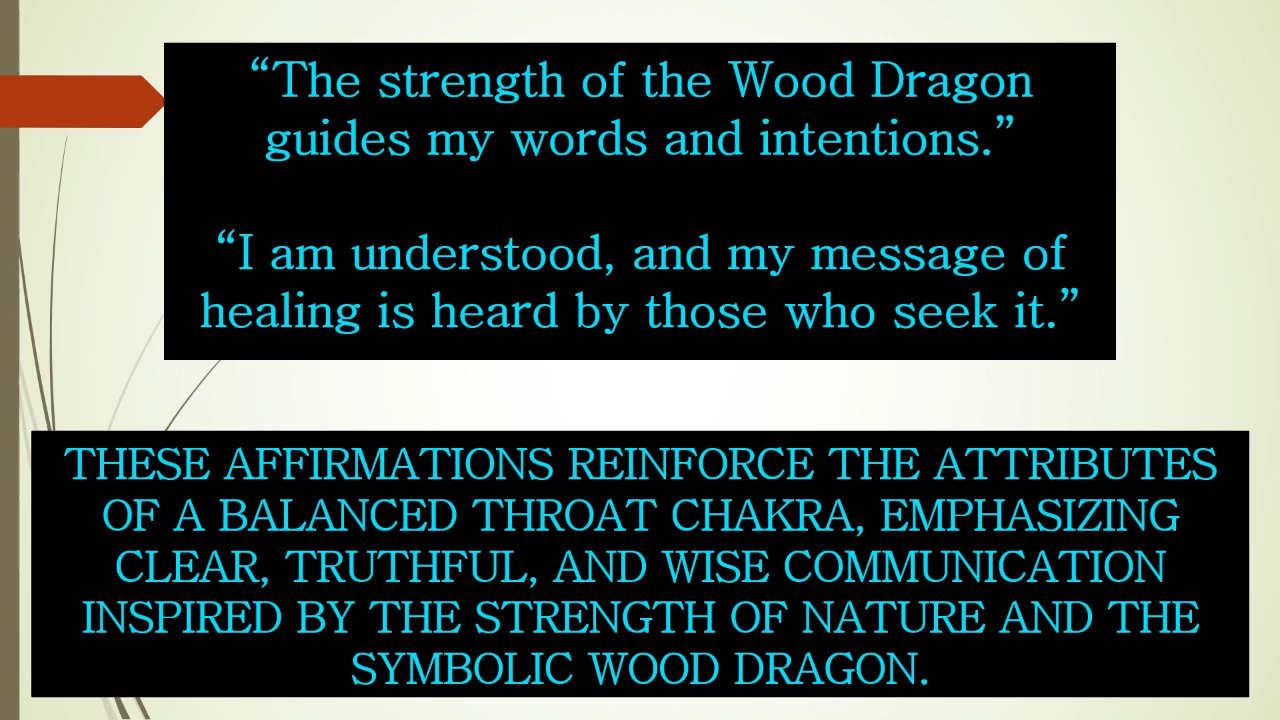 “The strength of the Wood Dragon
guides my words and intentions.”
“I am understood, and my message of
healing is heard by those who seek it.”
THESE AFFIRMATIONS REINFORCE THE ATTRIBUTES
OF A BALANCED THROAT CHAKRA, EMPHASIZING
CLEAR, TRUTHFUL, AND WISE COMMUNICATION
INSPIRED BY THE STRENGTH OF NATURE AND THE
SYMBOLIC WOOD DRAGON.